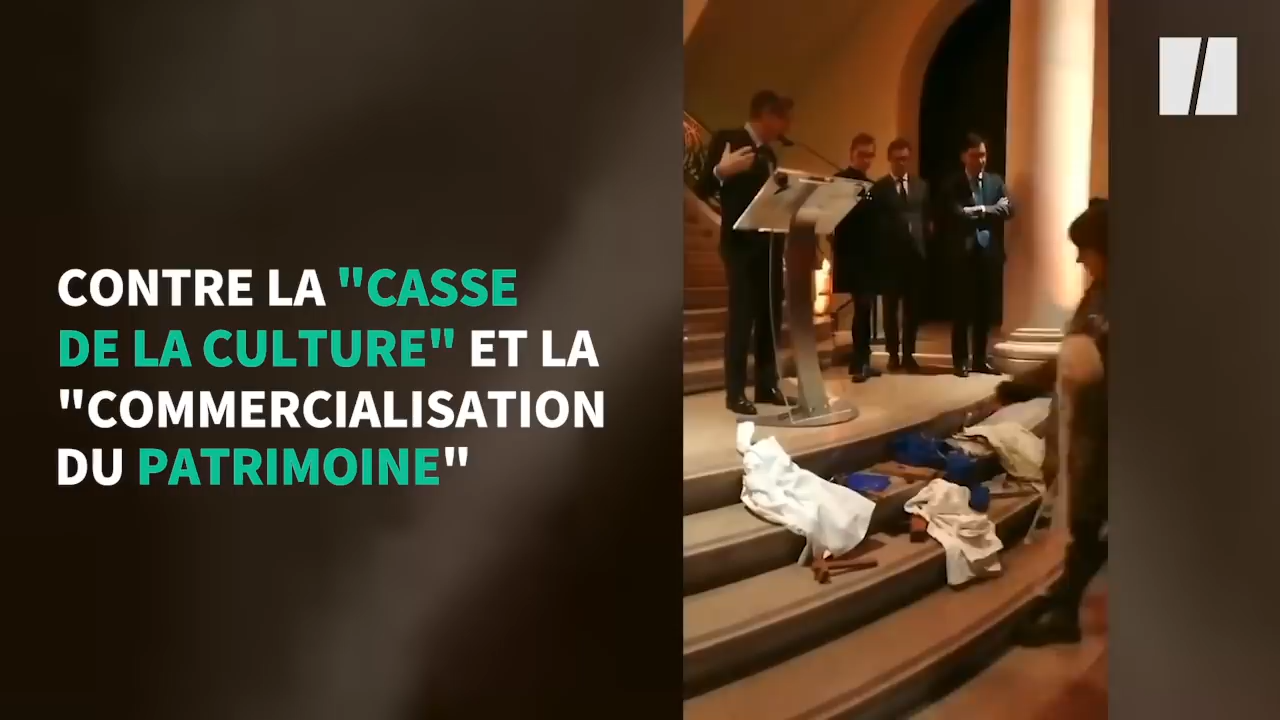 CONTRE LA "CASSE
DE LA CULTURE" ET LA
"COMMERCIALISATION
DU PATRIMOINE"